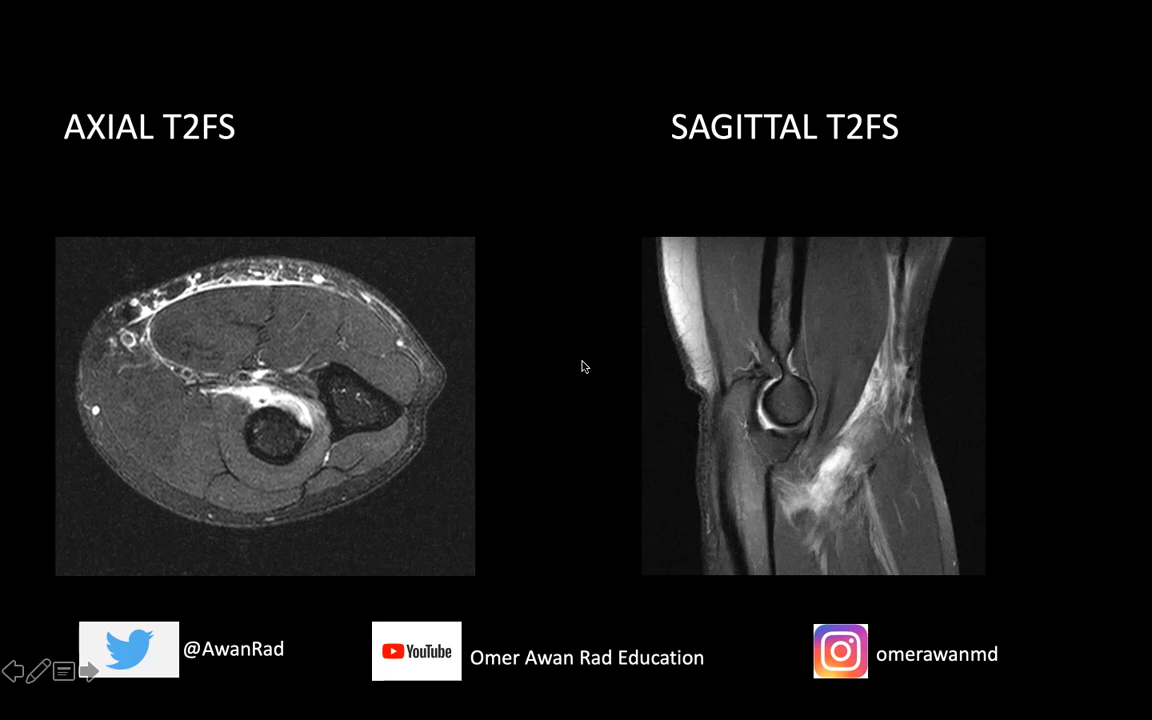 AXIAL T2FS
SAGITTAL T2FS
@AwanRad
YouTube
Omer Awan Rad Education
omerawanmd